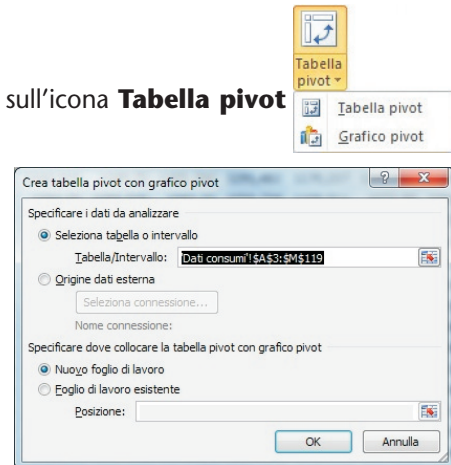 Tabella
pivot
sull'icona Tabella pivot
Tabella pivot
Grafico pivot
Crea tabella pivot con grafico pivot
Specificare i dati da analizzare
Seleziona tabella o intervallo
Tabella/Intervallo: 'Dati consumi'!$A$3:$M$119
Origine dati esterna
Seleziona connessione...
Nome connessione:
Specificare dove collocare la tabella pivot con grafico pivot
Nuovo foglio di lavoro
Foglio di lavoro esistente
Posizione:
OK Annulla